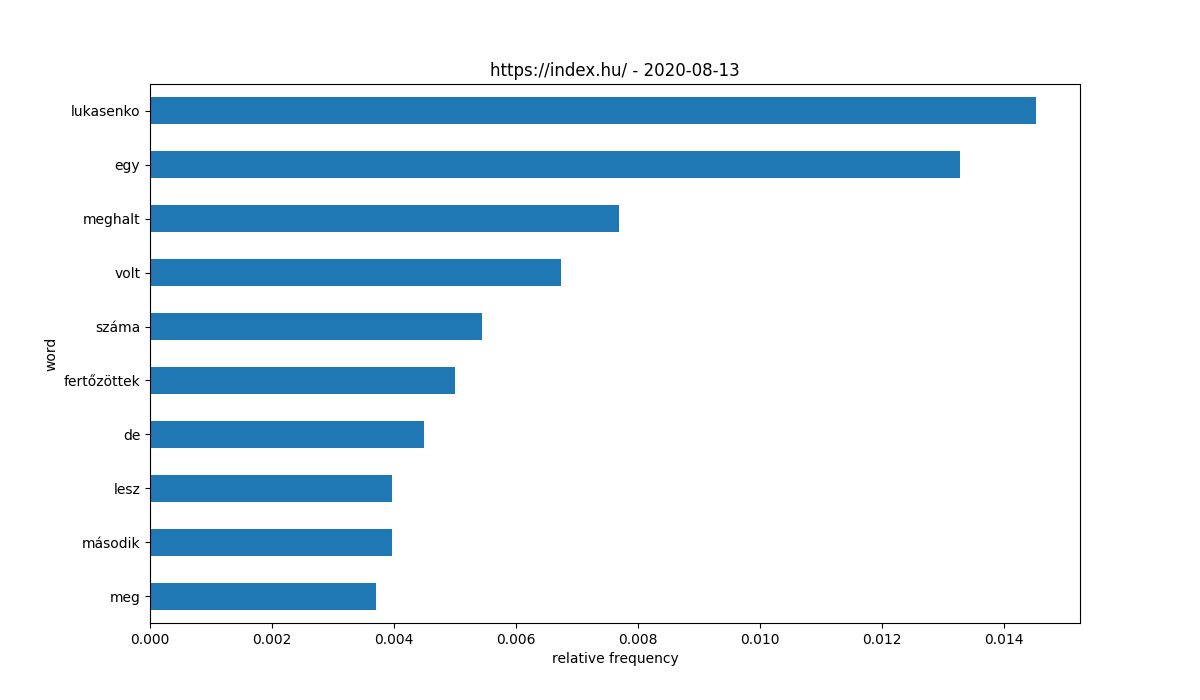 https://index.hu/ - 2020-08-13
lukasenko
egy
meghalt
volt
száma
fertőzöttek
de
lesz
második
meg
word
0.000 0.002 0.004 0.006 0.008 0.010 0.012 0.014
relative frequency